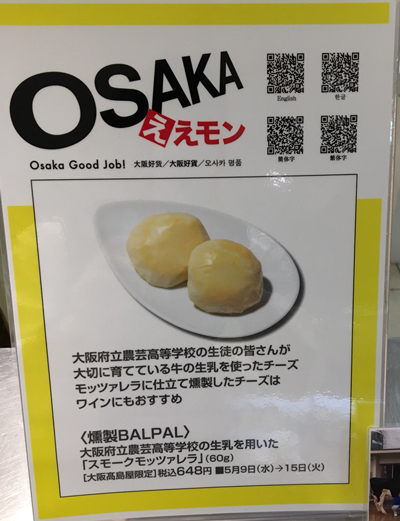 OSAKA
ええモン
English
한글
简体字
繁体字
Osaka Good Job! 大阪好货／大阪好貨／오사카 명품
大阪府立農芸高等学校の生徒の皆さんが
大切に育てている牛の生乳を使ったチーズ
モッツァレラに仕立て燻製したチーズは
ワインにもおすすめ
〈燻製BALPAL〉
大阪府立農芸高等学校の生乳を用いた
「スモークモッツァレラ」(60g)
[大阪髙島屋限定]税込648円 ■5月9日(水)→15日(火)